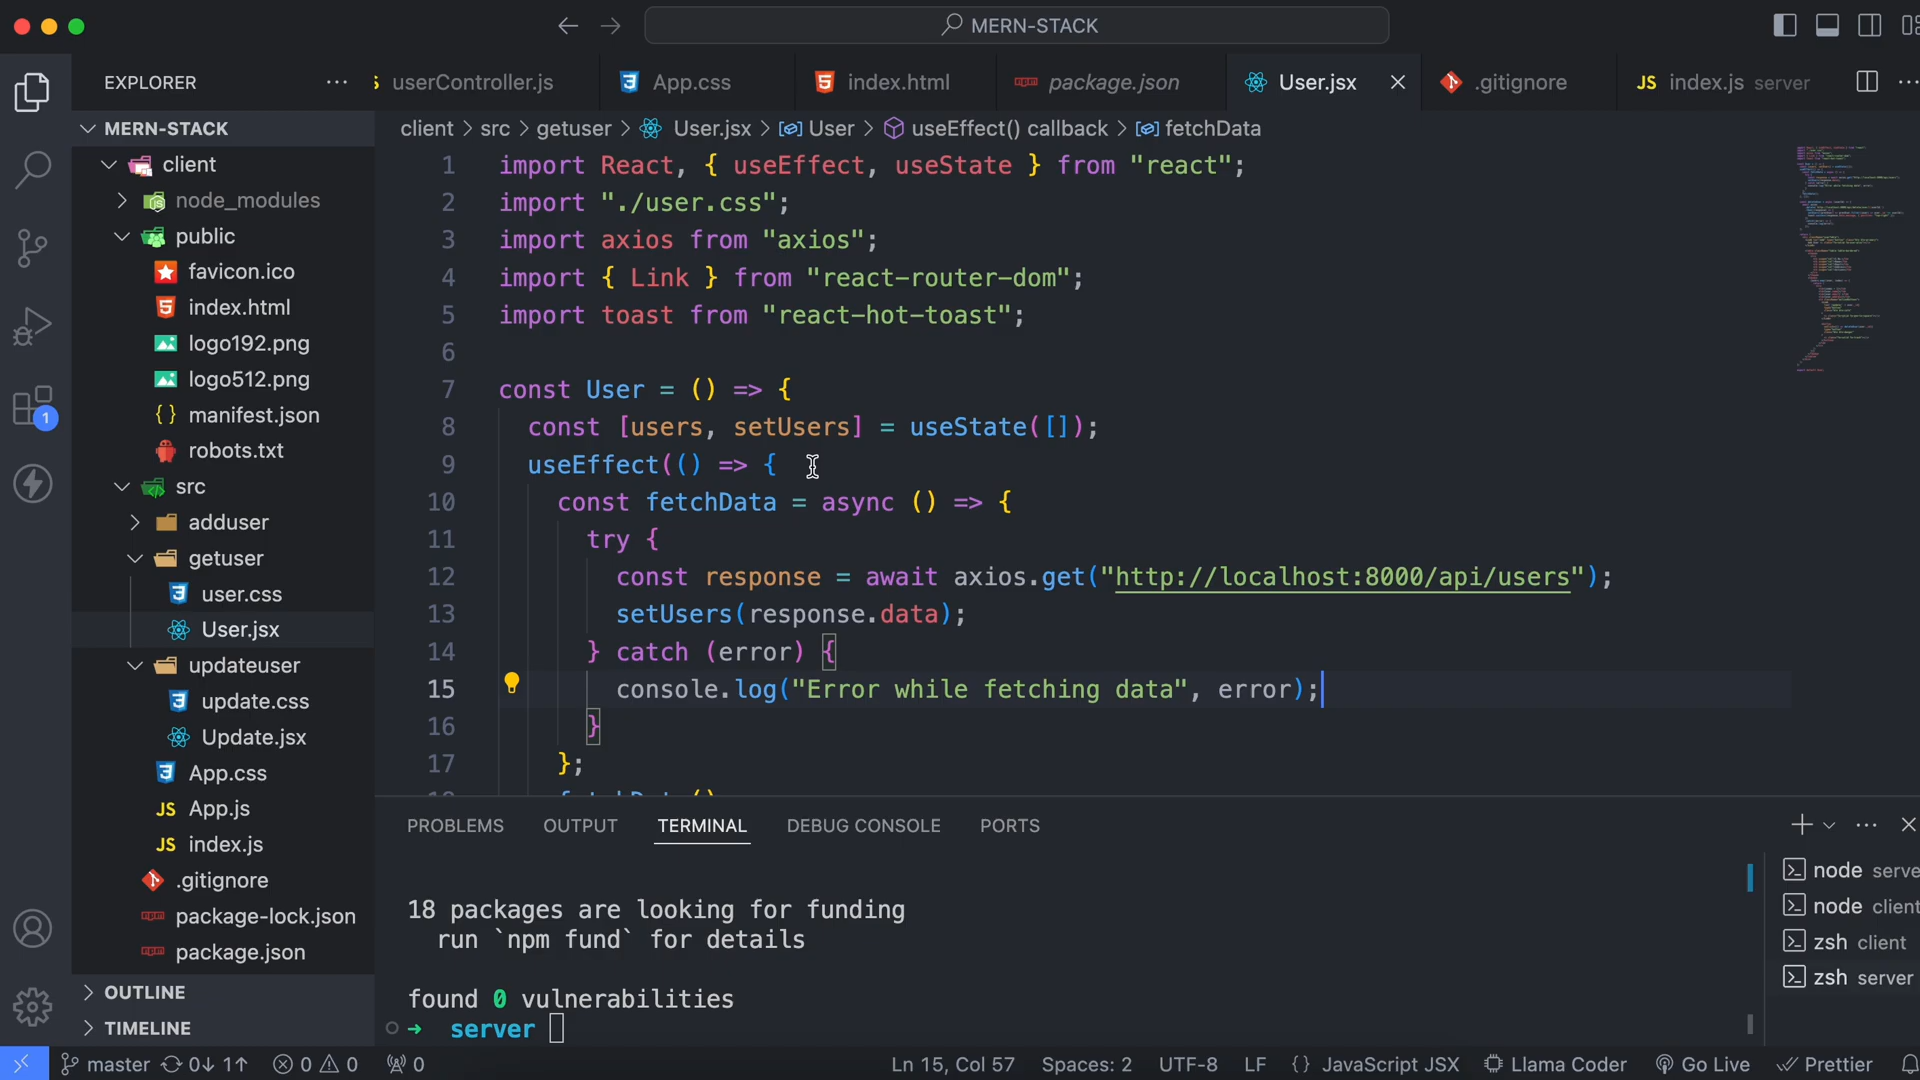 MERN-STACK
EXPLORER
userController.js
App.css
index.html
package.json
User.jsx
.gitignore
JS index.js server
MERN-STACK
client
node_modules
public
favicon.ico
index.html
logo192.png
logo512.png
{} manifest.json
robots.txt
src
adduser
getuser
user.css
User.jsx
updateuser
update.css
Update.jsx
App.css
JS App.js
JS index.js
.gitignore
package-lock.json
package.json
OUTLINE
TIMELINE
1
client > src > getuser > User.jsx > User > useEffect() callback > fetchData
1 import React, { useEffect, useState } from "react";
2 import "./user.css";
3 import axios from "axios";
4 import { Link } from "react-router-dom";
5 import toast from "react-hot-toast";
6
7 const User = () => {
8 const [users, setUsers] = useState([]);
9 useEffect(() => {
10 const fetchData = async () => {
11 try {
12 const response = await axios.get("http://localhost:8000/api/users");
13 setUsers(response.data);
14 } catch (error) {
15 console.log("Error while fetching data", error);
16 }
17 };
PROBLEMS OUTPUT TERMINAL DEBUG CONSOLE PORTS
18 packages are looking for funding
run `npm fund` for details
found 0 vulnerabilities
➜ server
node serve
node client
zsh client
zsh server
master 0↓ 1↑ 0 0 0
Ln 15, Col 57 Spaces: 2 UTF-8 LF {} JavaScript JSX Llama Coder Go Live Prettier